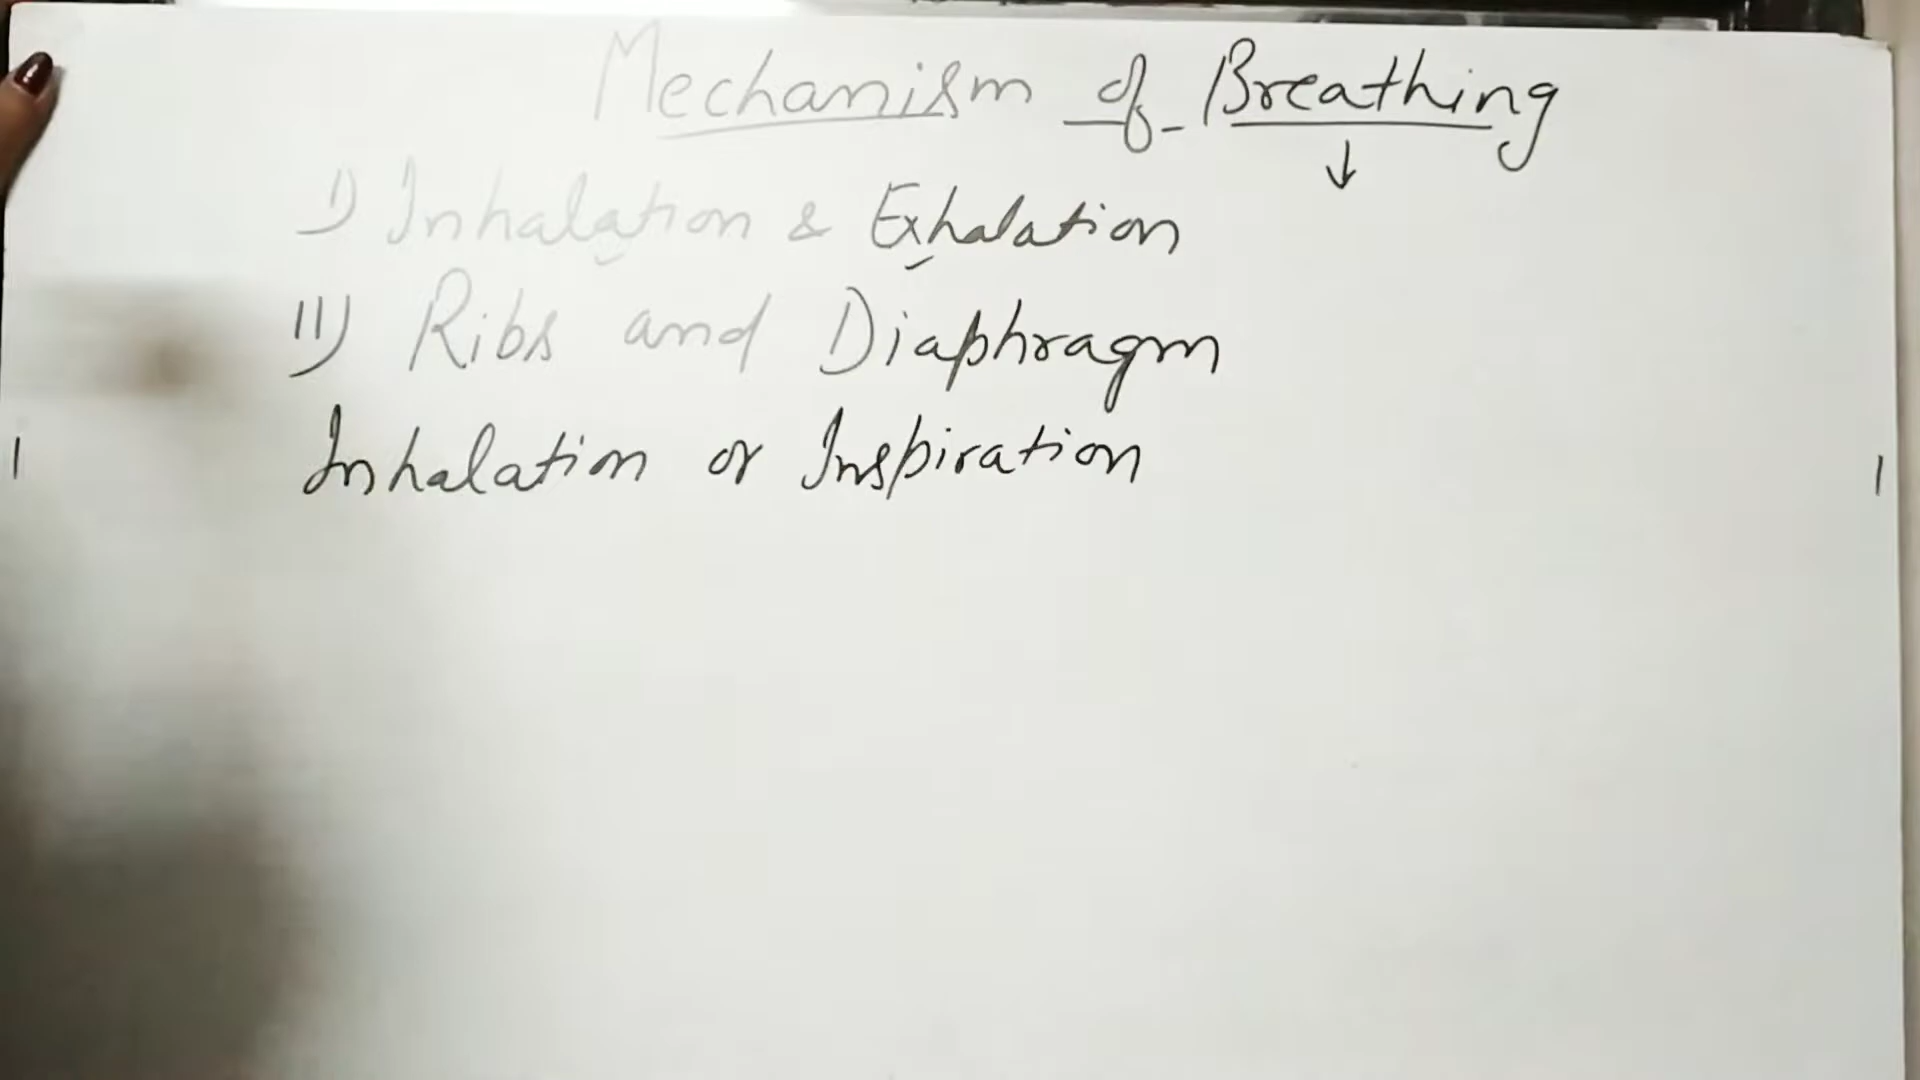 Mechanism of Breathing
↓
I) Inhalation & Exhalation
II) Ribs and Diaphragm
Inhalation or Inspiration